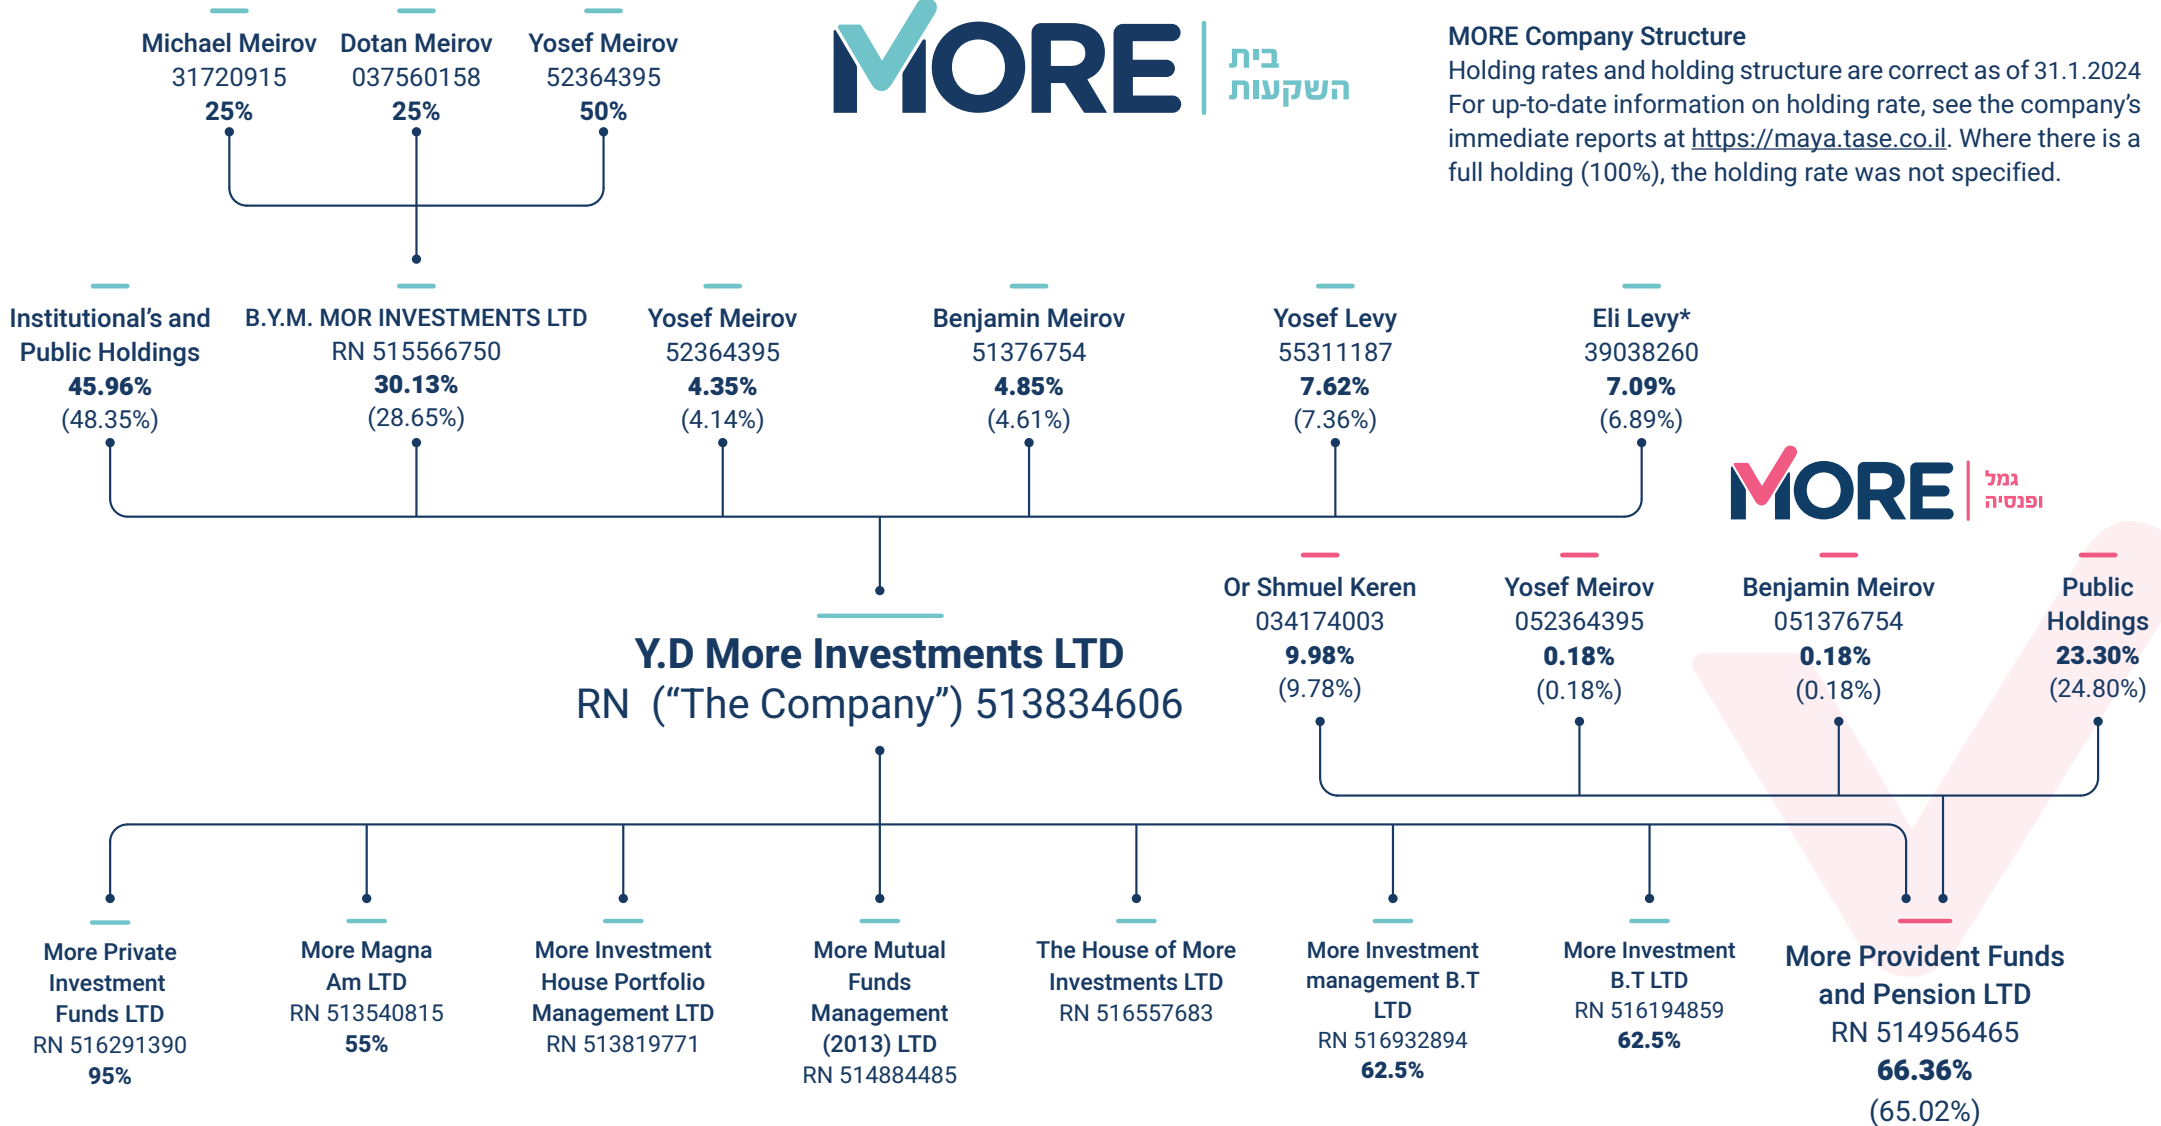 Michael Meirov
31720915
25%
Dotan Meirov
037560158
25%
Yosef Meirov
52364395
50%
MORE
בית
השקעות
MORE Company Structure
Holding rates and holding structure are correct as of 31.1.2024
For up-to-date information on holding rate, see the company’s
immediate reports at https://maya.tase.co.il. Where there is a
full holding (100%), the holding rate was not specified.
Institutional’s and
Public Holdings
45.96%
(48.35%)
B.Y.M. MOR INVESTMENTS LTD
RN 515566750
30.13%
(28.65%)
Yosef Meirov
52364395
4.35%
(4.14%)
Benjamin Meirov
51376754
4.85%
(4.61%)
Yosef Levy
55311187
7.62%
(7.36%)
Eli Levy*
39038260
7.09%
(6.89%)
MORE
גמל
ופנסיה
Y.D More Investments LTD
RN (“The Company”) 513834606
Or Shmuel Keren
034174003
9.98%
(9.78%)
Yosef Meirov
052364395
0.18%
(0.18%)
Benjamin Meirov
051376754
0.18%
(0.18%)
Public
Holdings
23.30%
(24.80%)
More Private
Investment
Funds LTD
RN 516291390
95%
More Magna
Am LTD
RN 513540815
55%
More Investment
House Portfolio
Management LTD
RN 513819771
More Mutual
Funds
Management
(2013) LTD
RN 514884485
The House of More
Investments LTD
RN 516557683
More Investment
management B.T
LTD
RN 516932894
62.5%
More Investment
B.T LTD
RN 516194859
62.5%
More Provident Funds
and Pension LTD
RN 514956465
66.36%
(65.02%)